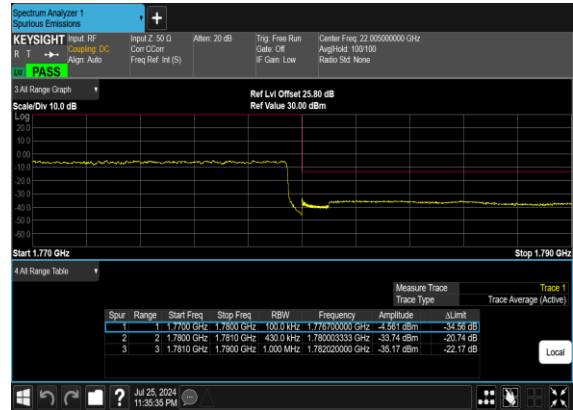 Spectrum Analyzer 1
Spurious Emissions
KEYSIGHT Input: RF Input Z: 50 Ω Atten: 20 dB Trig: Free Run Center Freq: 22.005000000 GHz
R T Coupling: DC Corr CCorr Gate: Off Avg|Hold: 100/100
Align: Auto Freq Ref: Int (S) IF Gain: Low Radio Std: None
LW PASS
3 All Range Graph
Ref Lvl Offset 25.80 dB
Scale/Div 10.0 dB Ref Value 30.00 dBm
Log
20.0
10.0
0.00
-10.0
-20.0
-30.0
-40.0
-50.0
-60.0
Start 1.770 GHz Stop 1.790 GHz
4 All Range Table
Measure Trace Trace 1
Trace Type Trace Average (Active)
Spur Range Start Freq Stop Freq RBW Frequency Amplitude ΔLimit
1 1 1.7700 GHz 1.7800 GHz 100.0 kHz 1.776700000 GHz -4.561 dBm -34.56 dB
2 2 1.7800 GHz 1.7810 GHz 430.0 kHz 1.780003333 GHz -33.74 dBm -20.74 dB
3 3 1.7810 GHz 1.7900 GHz 1.000 MHz 1.782020000 GHz -35.17 dBm -22.17 dB
Local
? Jul 25, 2024
11:35:35 PM